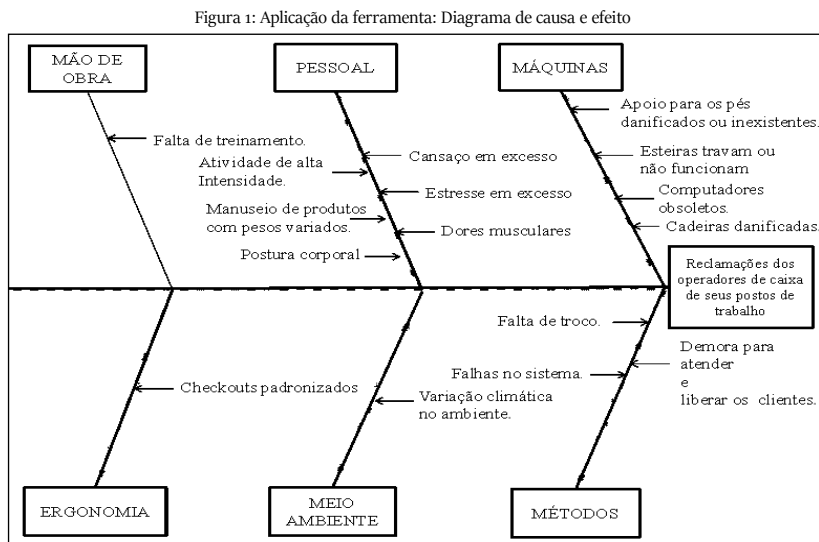 Figura 1: Aplicação da ferramenta: Diagrama de causa e efeito
MÃO DE
OBRA
PESSOAL
MÁQUINAS
Falta de treinamento.
Atividade de alta
Intensidade.
Manuseio de produtos
com pesos variados.
Postura corporal
Cansaço em excesso
Estresse em excesso
Dores musculares
Apoio para os pés
danificados ou inexistentes.
Esteiras travam ou
não funcionam
Computadores
obsoletos.
Cadeiras danificadas.
Reclamações dos
operadores de caixa
de seus postos de
trabalho
Checkouts padronizados
Variação climática
no ambiente.
Falta de troco.
Falhas no sistema.
Demora para
atender
e
liberar os clientes.
ERGONOMIA
MEIO
AMBIENTE
MÉTODOS